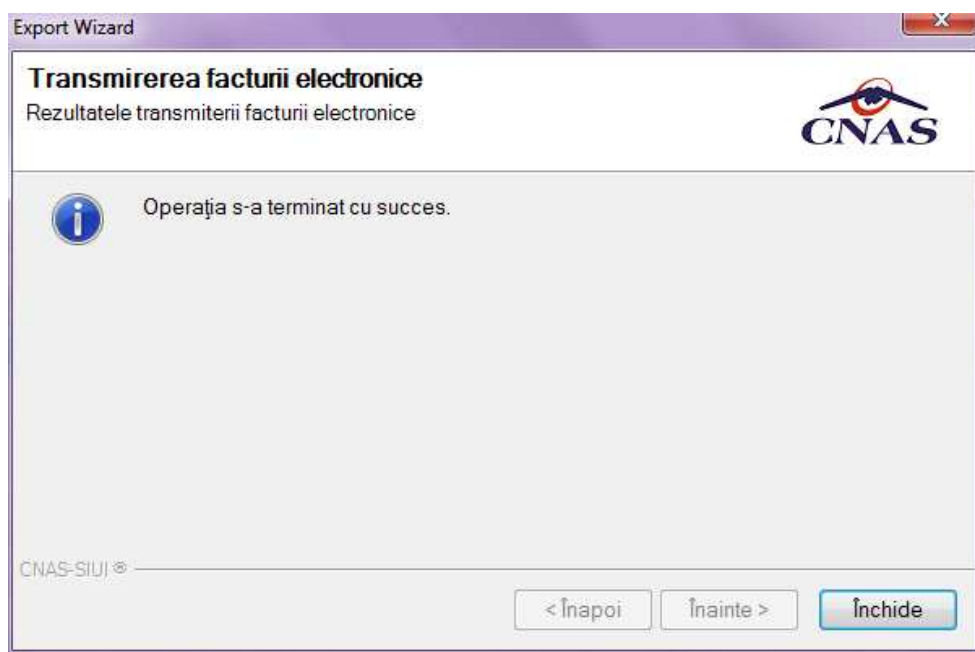 Export Wizard
Transmirerea facturii electronice
Rezultatele transmiterii facturii electronice
CNAS
Operaţia s-a terminat cu succes.
CNAS-SIUI ®
< Înapoi
Înainte >
Închide